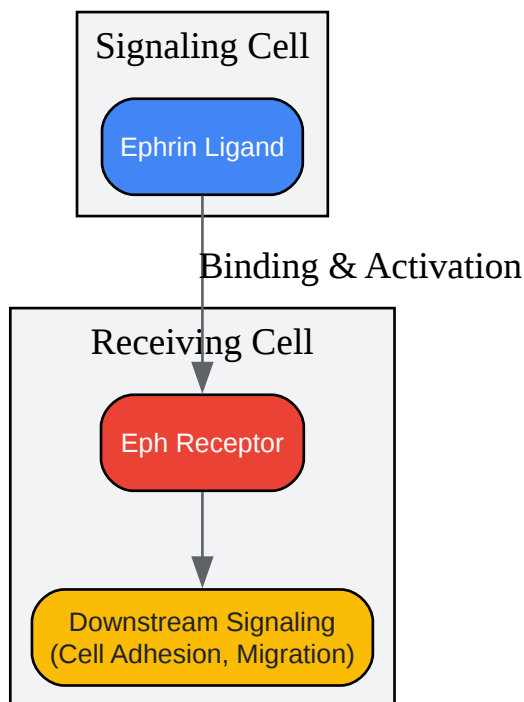 Signaling Cell
Ephrin Ligand
Binding & Activation
Receiving Cell
Eph Receptor
Downstream Signaling
(Cell Adhesion, Migration)